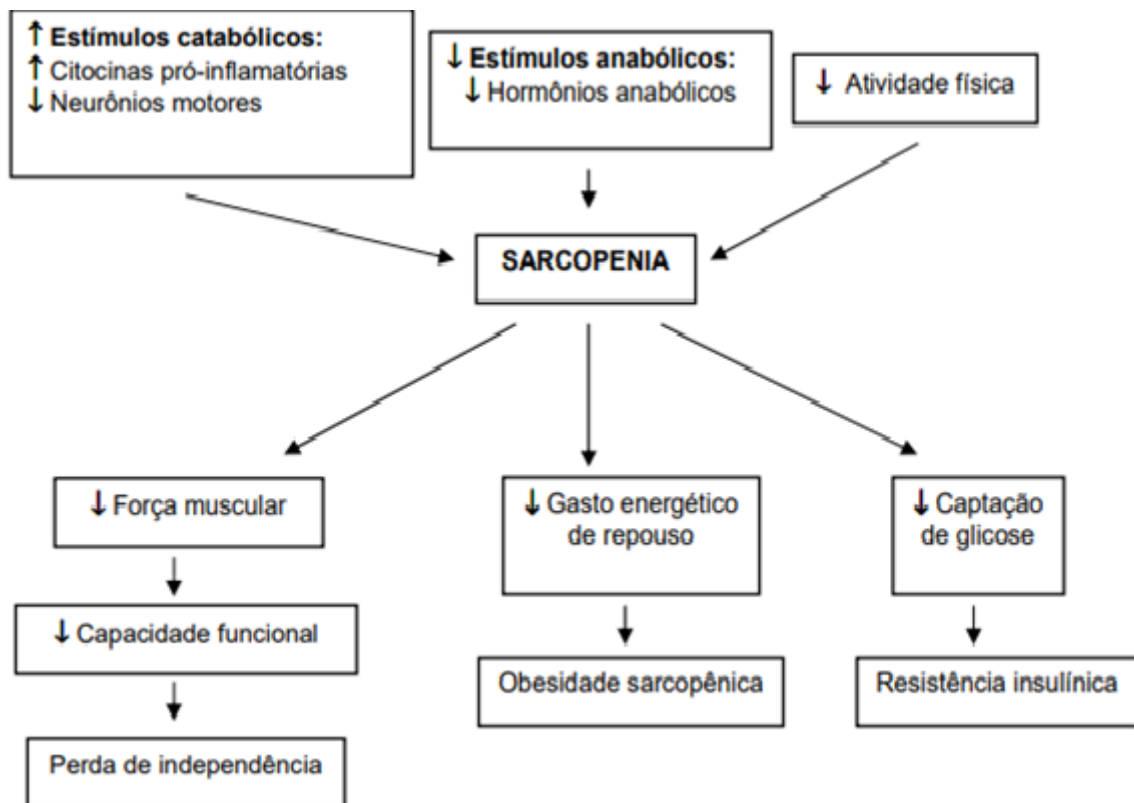 ↑ Estímulos catabólicos:
↑ Citocinas pró-inflamatórias
↓ Neurônios motores
↓ Estímulos anabólicos:
↓ Hormônios anabólicos
↓ Atividade física
SARCOPENIA
↓ Força muscular
↓ Capacidade funcional
Perda de independência
↓ Gasto energético
de repouso
Obesidade sarcopênica
↓ Captação
de glicose
Resistência insulínica